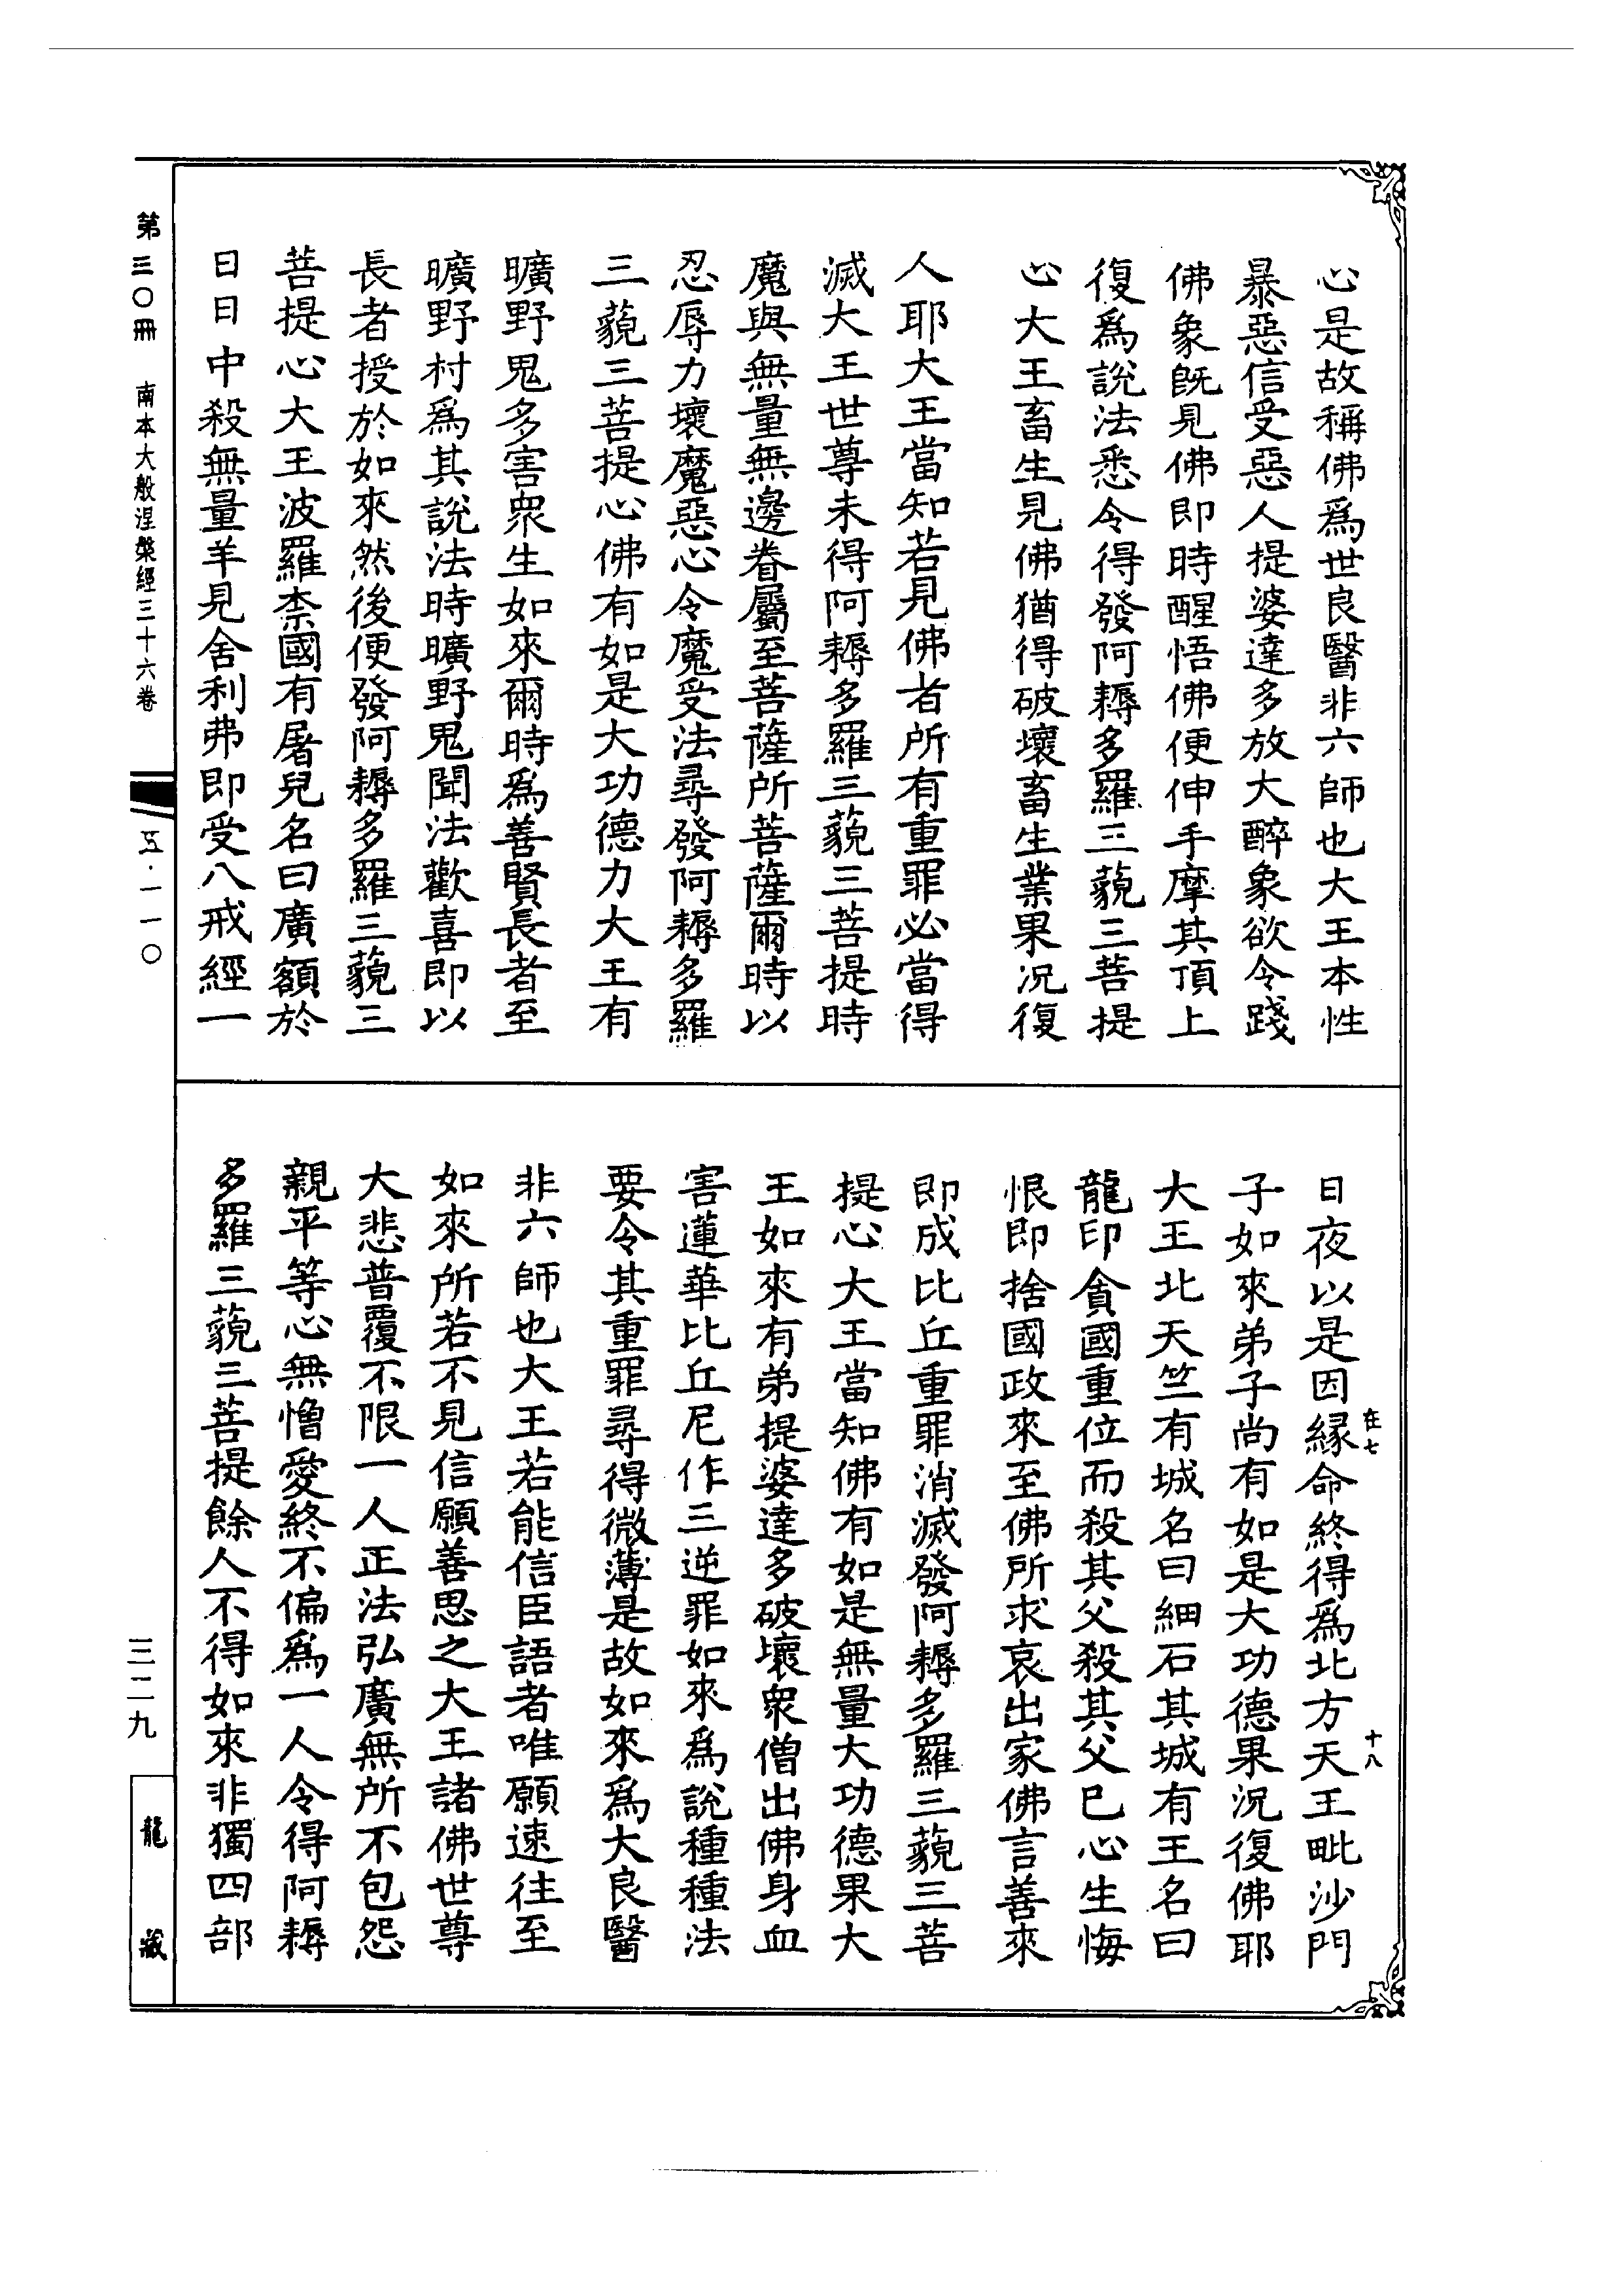 心是故稱佛爲世良醫非六師也大王本性
暴惡信受惡人提婆達多放大醉象欲令踐
佛象旣見佛即時醒悟佛便伸手摩其頂上
復爲說法悉令得發阿耨多羅三藐三菩提
心大王畜生見佛猶得破壞畜生業果況復
人耶大王當知若見佛者所有重罪必當得
滅大王世尊未得阿耨多羅三藐三菩提時
魔與無量無邊眷屬至菩薩所菩薩爾時以
忍辱力壞魔惡心令魔受法尋發阿耨多羅
三藐三菩提心佛有如是大功德力大王有
曠野鬼多害衆生如來爾時爲善賢長者至
曠野村爲其說法時曠野鬼聞法歡喜即以
長者授於如來然後便發阿耨多羅三藐三
菩提心大王波羅柰國有屠兒名曰廣額於
日日中殺無量羊見舍利弗即受八戒經一
日夜以是因緣命終得爲北方天王毗沙門
子如來弟子尚有如是大功德果況復佛耶
大王北天竺有城名曰細石其城有王名曰
龍印貪國重位而殺其父殺其父已心生悔
恨即捨國政來至佛所求哀出家佛言善來
即成比丘重罪消滅發阿耨多羅三藐三菩
提心大王當知佛有如是無量大功德果大
王如來有弟提婆達多破壞衆僧出佛身血
害蓮華比丘尼作三逆罪如來爲說種種法
要令其重罪尋得微薄是故如來爲大良醫
非六師也大王若能信臣語者唯願速往至
如來所若不見信願善思之大王諸佛世尊
大悲普覆不限一人正法弘廣無所不包怨
親平等心無憎愛終不偏爲一人令得阿耨
多羅三藐三菩提餘人不得如來非獨四部
在七
十八
第三〇冊 南本大般涅槃經三十六卷
五·一一〇
三二九
龍藏